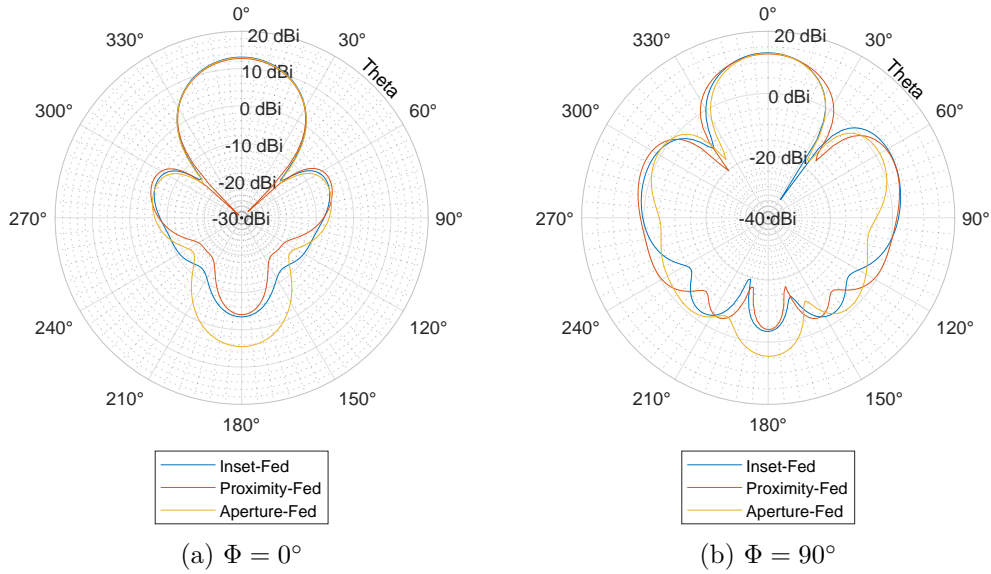 0°
20 dBi
330°
30°
10 dBi
Theta
300°
0 dBi
60°
-10 dBi
-20 dBi
270°
-30 dBi
90°
240°
120°
210°
150°
180°
Inset-Fed
Proximity-Fed
Aperture-Fed
(a) Φ = 0°
0°
20 dBi
330°
30°
Theta
0 dBi
300°
60°
-20 dBi
270°
-40 dBi
90°
240°
120°
210°
150°
180°
Inset-Fed
Proximity-Fed
Aperture-Fed
(b) Φ = 90°